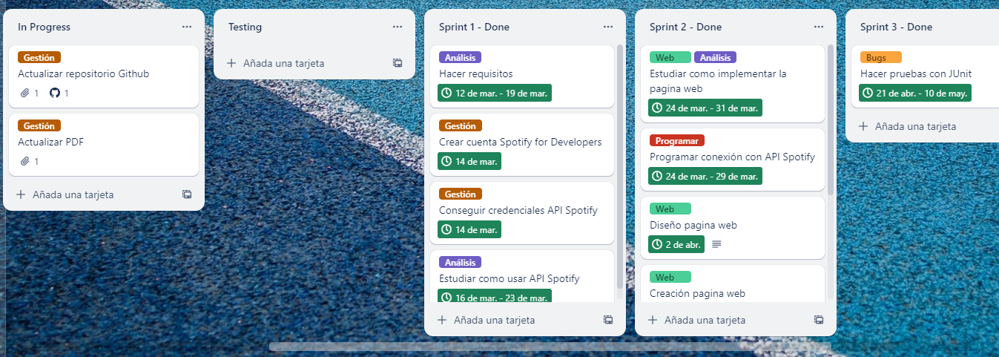 In Progress
Gestión
Actualizar repositorio Github
1 1
Gestión
Actualizar PDF
1
Añada una tarjeta
Testing
Añada una tarjeta
Sprint 1 - Done
Análisis
Hacer requisitos
12 de mar. - 19 de mar.
Gestión
Crear cuenta Spotify for Developers
14 de mar.
Gestión
Conseguir credenciales API Spotify
14 de mar.
Análisis
Estudiar como usar API Spotify
16 de mar. - 23 de mar.
Añada una tarjeta
Sprint 2 - Done
Web Análisis
Estudiar como implementar la
pagina web
24 de mar. - 31 de mar.
Programar
Programar conexión con API Spotify
24 de mar. - 29 de mar.
Web
Diseño pagina web
2 de abr.
Web
Creación pagina web
Añada una tarjeta
Sprint 3 - Done
Bugs
Hacer pruebas con JUnit
21 de abr. - 10 de may.
Añada una tarjeta